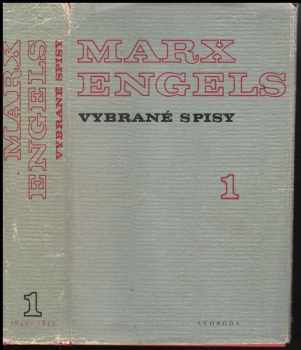 MARX
ENGELS
VYBRANÉ SPISY
1
MARX
ENGELS
VYBRANÉ SPISY
1
SVOBODA